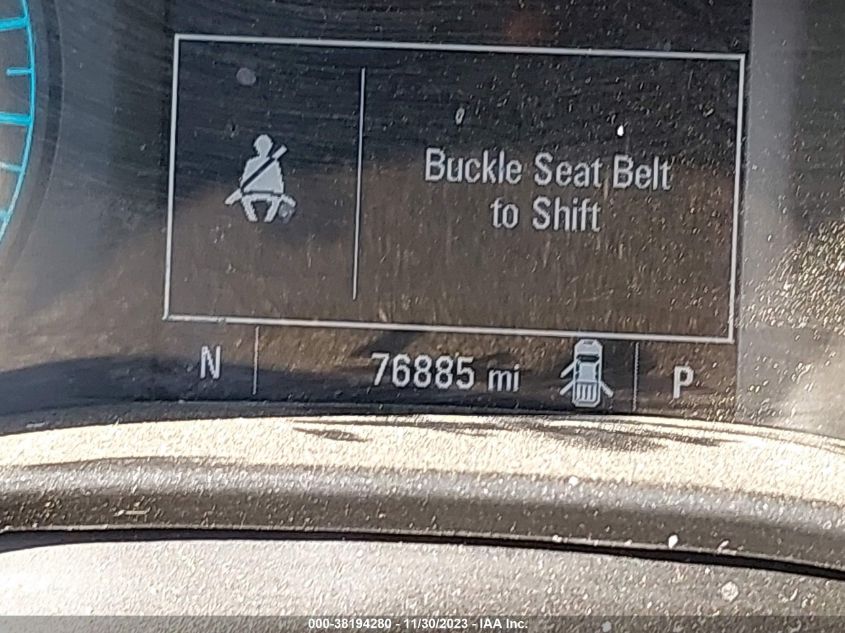 Buckle Seat Belt
to Shift
N 76885 mi P
000-38194280 - 11/30/2023 - IAA Inc.